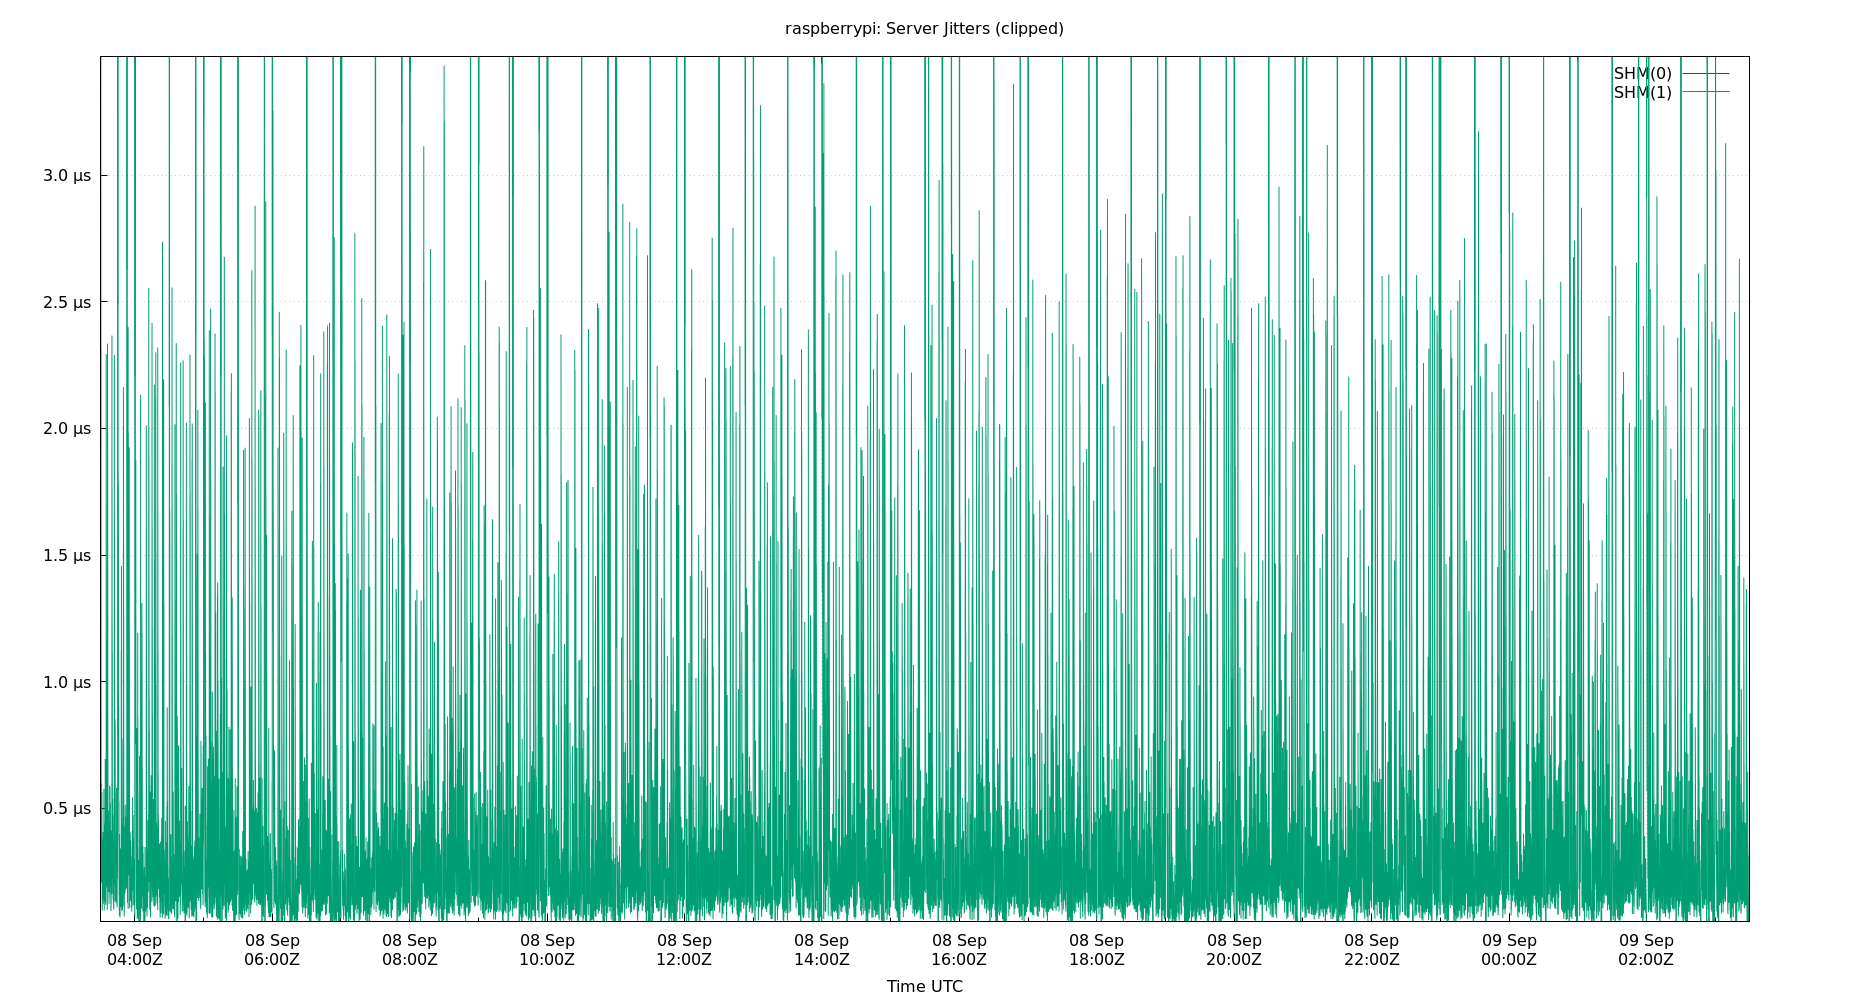 raspberrypi: Server Jitters (clipped)
SHM(0)
SHM(1)
3.0 µs
2.5 µs
2.0 µs
1.5 µs
1.0 µs
0.5 µs
08 Sep 08 Sep 08 Sep 08 Sep 08 Sep 08 Sep 08 Sep 08 Sep 08 Sep 08 Sep 09 Sep 09 Sep
04:00Z 06:00Z 08:00Z 10:00Z 12:00Z 14:00Z 16:00Z 18:00Z 20:00Z 22:00Z 00:00Z 02:00Z
Time UTC